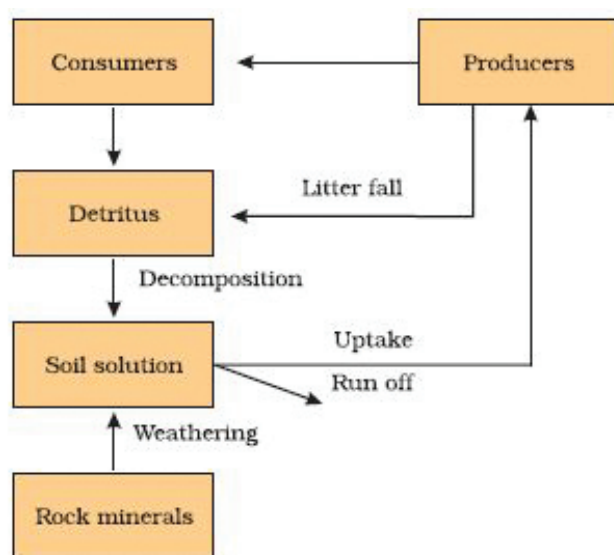 Consumers
Producers
Litter fall
Detritus
Decomposition
Uptake
Soil solution
Run off
Weathering
Rock minerals